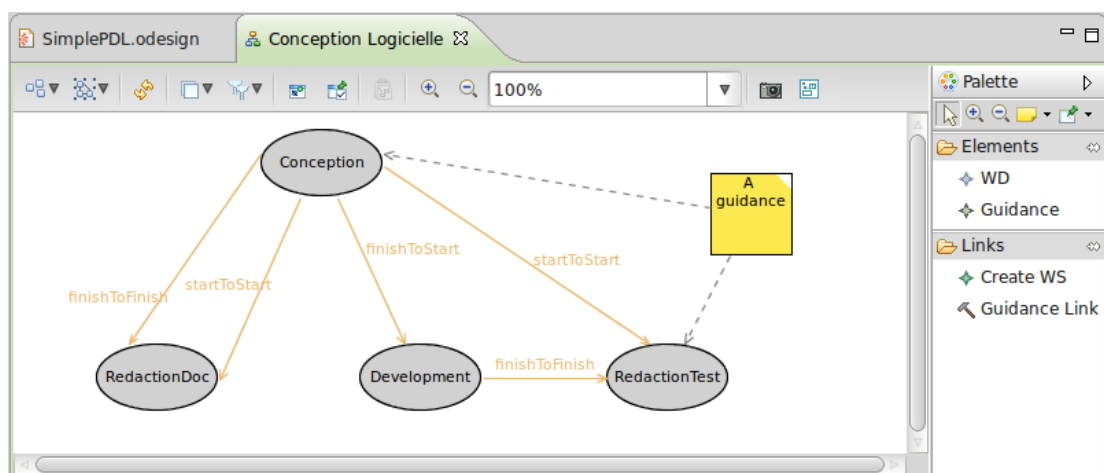 SimplePDL.odesign
Conception Logicielle
100%
Palette
Elements
WD
Guidance
Links
Create WS
Guidance Link
Conception
A
guidance
finishToStart
startToStart
startToStart
finishToFinish
finishToFinish
RedactionDoc
Development
RedactionTest